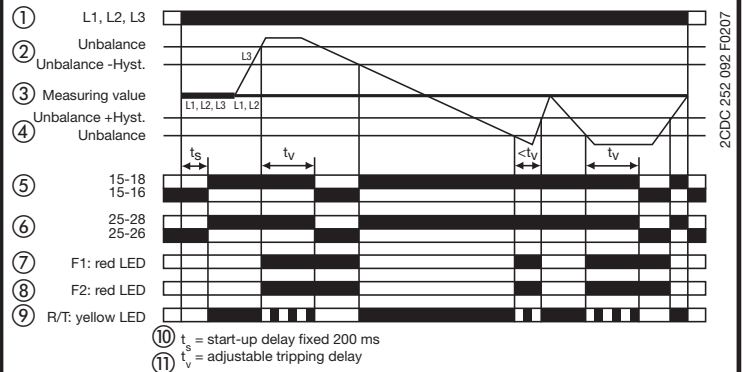 ① L1, L2, L3
② Unbalance
Unbalance -Hyst.
L3
③ Measuring value
L1, L2, L3 L1, L2
Unbalance +Hyst.
④ Unbalance
ts tv <tv tv
⑤ 15-18
15-16
⑥ 25-28
25-26
⑦ F1: red LED
⑧ F2: red LED
⑨ R/T: yellow LED
⑩ ts = start-up delay fixed 200 ms
⑪ tv = adjustable tripping delay
2CDC 252 092 F0207